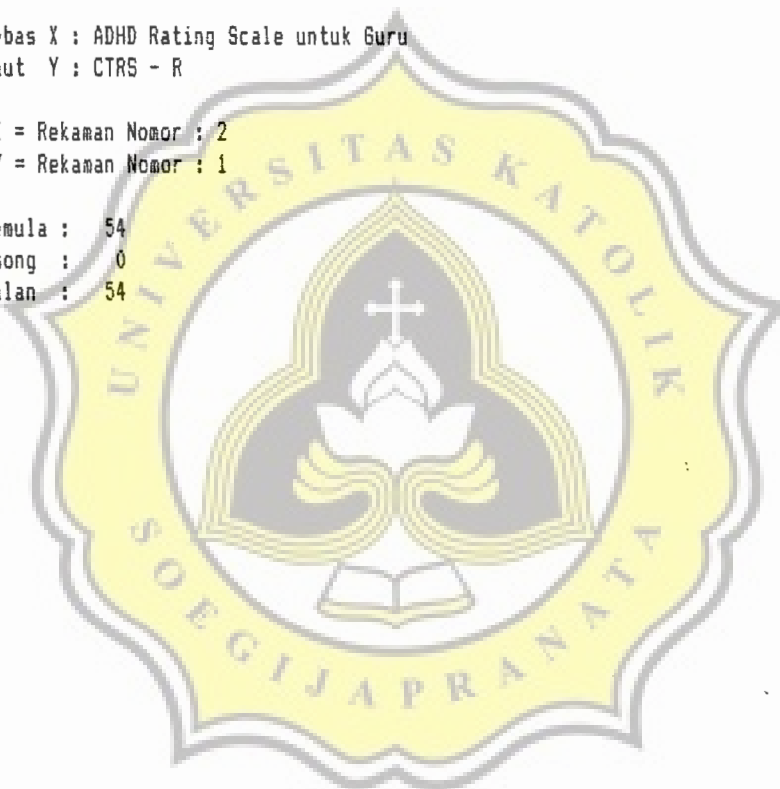 bas X : ADHD Rating Scale untuk Guru
ut Y : CTRS - R
= Rekaman Nomor : 2
= Rekaman Nomor : 1
mula : 54
song : 0
lan : 54
UNIVERSITAS KATOLIK
SOEGIJAPRANATA